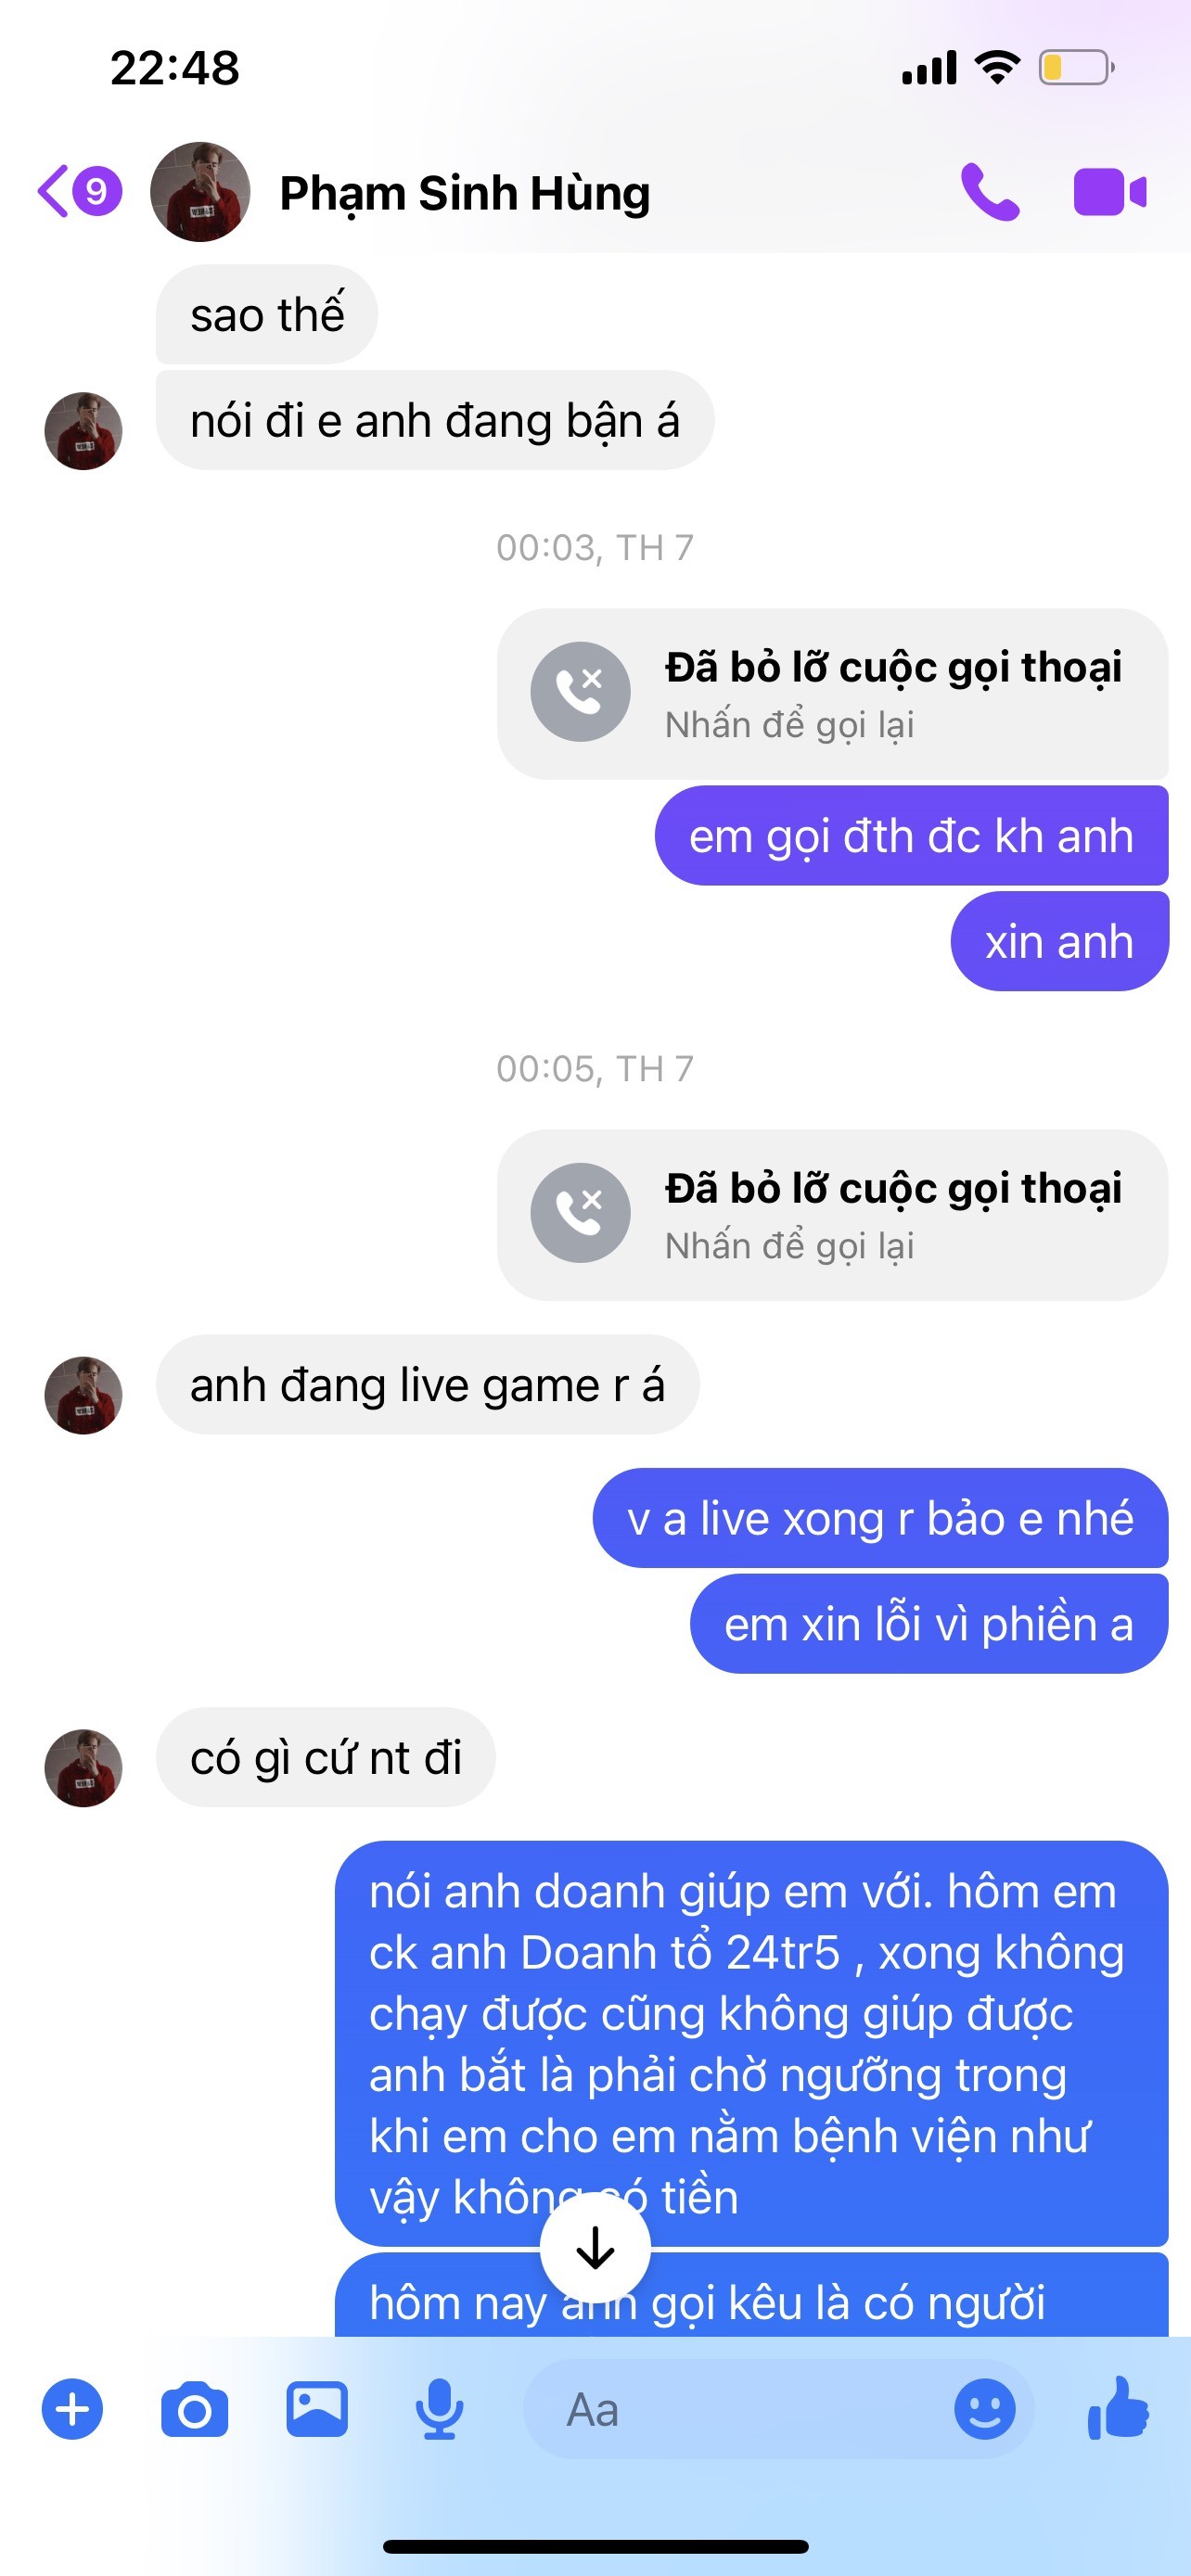 22:48
9
Phạm Sinh Hùng
sao thế
nói đi e anh đang bận á
00:03, TH 7
Đã bỏ lỡ cuộc gọi thoại
Nhấn để gọi lại
em gọi đth đc kh anh
xin anh
00:05, TH 7
Đã bỏ lỡ cuộc gọi thoại
Nhấn để gọi lại
anh đang live game r á
v a live xong r bảo e nhé
em xin lỗi vì phiền a
có gì cứ nt đi
nói anh doanh giúp em với. hôm em
ck anh Doanh tổ 24tr5 , xong không
chạy được cũng không giúp được
anh bắt là phải chờ ngưỡng trong
khi em cho em nằm bệnh viện như
vậy không có tiền
hôm nay anh gọi kêu là có người
Aa